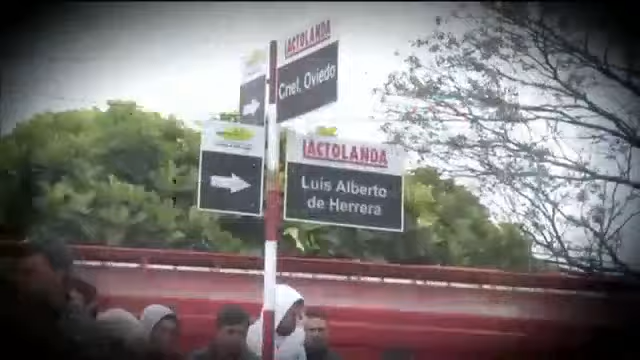 LACTOLANDA
Cnel. Oviedo
LACTOLANDA
Luis Alberto
de Herrera